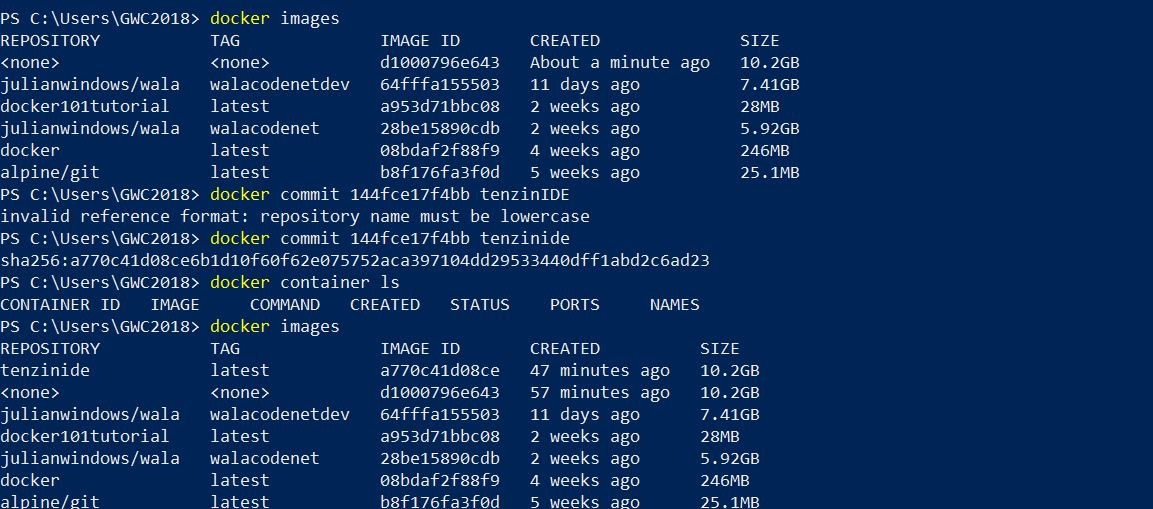 PS C:\Users\GWC2018> docker images
REPOSITORY TAG IMAGE ID CREATED SIZE
<none> <none> d1000796e643 About a minute ago 10.2GB
julianwindows/wala walacodenetdev 64fffa155503 11 days ago 7.41GB
docker101tutorial latest a953d71bbc08 2 weeks ago 28MB
julianwindows/wala walacodenet 28be15890cdb 2 weeks ago 5.92GB
docker latest 08bdaf2f88f9 4 weeks ago 246MB
alpine/git latest b8f176fa3f0d 5 weeks ago 25.1MB
PS C:\Users\GWC2018> docker commit 144fce17f4bb tenzinIDE
invalid reference format: repository name must be lowercase
PS C:\Users\GWC2018> docker commit 144fce17f4bb tenzinide
sha256:a770c41d08ce6b1d10f60f62e075752aca397104dd29533440dff1abd2c6ad23
PS C:\Users\GWC2018> docker container ls
CONTAINER ID IMAGE COMMAND CREATED STATUS PORTS NAMES
PS C:\Users\GWC2018> docker images
REPOSITORY TAG IMAGE ID CREATED SIZE
tenzinide latest a770c41d08ce 47 minutes ago 10.2GB
<none> <none> d1000796e643 57 minutes ago 10.2GB
julianwindows/wala walacodenetdev 64fffa155503 11 days ago 7.41GB
docker101tutorial latest a953d71bbc08 2 weeks ago 28MB
julianwindows/wala walacodenet 28be15890cdb 2 weeks ago 5.92GB
docker latest 08bdaf2f88f9 4 weeks ago 246MB
alpine/git latest b8f176fa3f0d 5 weeks ago 25.1MB